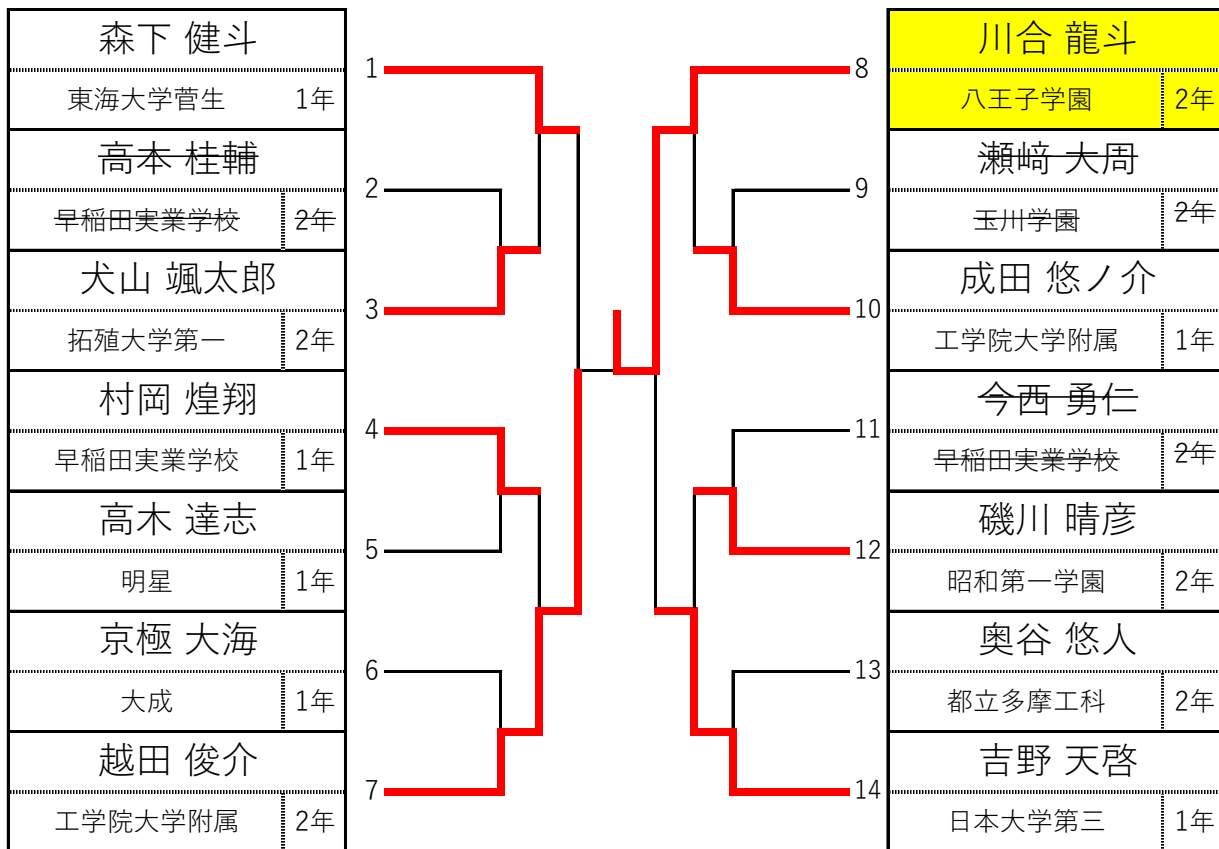 森下 健斗
東海大学菅生 1年
高本 桂輔
早稲田実業学校 2年
犬山 颯太郎
拓殖大学第一 2年
村岡 煌翔
早稲田実業学校 1年
高木 達志
明星 1年
京極 大海
大成 1年
越田 俊介
工学院大学附属 2年
1
2
3
4
5
6
7
8
9
10
11
12
13
14
川合 龍斗
八王子学園 2年
瀬﨑 大周
玉川学園 2年
成田 悠ノ介
工学院大学附属 1年
今西 勇仁
早稲田実業学校 2年
磯川 晴彦
昭和第一学園 2年
奥谷 悠人
都立多摩工科 2年
吉野 天啓
日本大学第三 1年